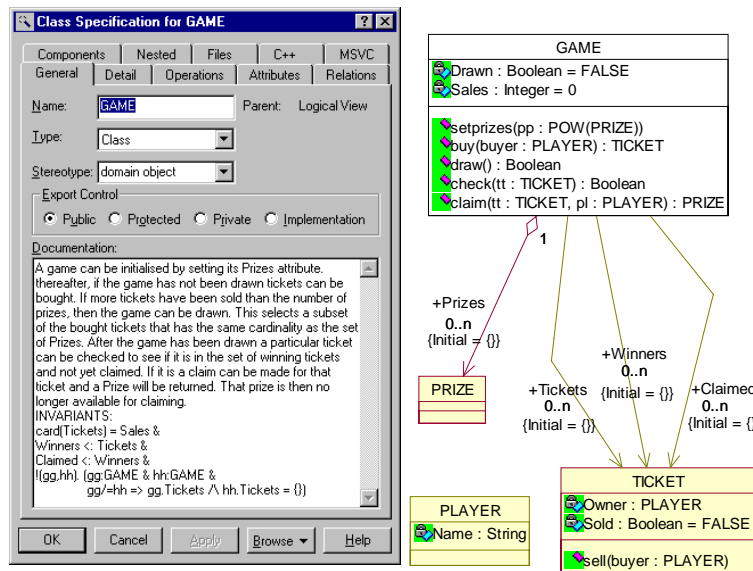 Class Specification for GAME
Components Nested Files C++ MSVC
General Detail Operations Attributes Relations
Name: GAME Parent: Logical View
Type: Class
Stereotype: domain object
Export Control
Public Protected Private Implementation
Documentation:
A game can be initialised by setting its Prizes attribute.
thereafter, if the game has not been drawn tickets can be
bought. If more tickets have been sold than the number of
prizes, then the game can be drawn. This selects a subset
of the bought tickets that has the same cardinality as the set
of Prizes. After the game has been drawn a particular ticket
can be checked to see if it is in the set of winning tickets
and not yet claimed. If it is a claim can be made for that
ticket and a Prize will be returned. That prize is then no
longer available for claiming.
INVARIANTS:
card(Tickets) = Sales &
Winners <: Tickets &
Claimed <: Winners &
!(gg,hh). (gg:GAME & hh:GAME &
gg/=hh => gg.Tickets /\ hh.Tickets = {})
OK Cancel Apply Browse Help
GAME
Drawn : Boolean = FALSE
Sales : Integer = 0
setprizes(pp : POW(PRIZE))
buy(buyer : PLAYER) : TICKET
draw() : Boolean
check(tt : TICKET) : Boolean
claim(tt : TICKET, pl : PLAYER) : PRIZE
1
+Prizes
0..n
{Initial = {}}
+Winners
0..n
{Initial = {}}
+Tickets
0..n
{Initial = {}}
+Claimed
0..n
{Initial = {}
PRIZE
PLAYER
Name : String
TICKET
Owner : PLAYER
Sold : Boolean = FALSE
sell(buyer : PLAYER)